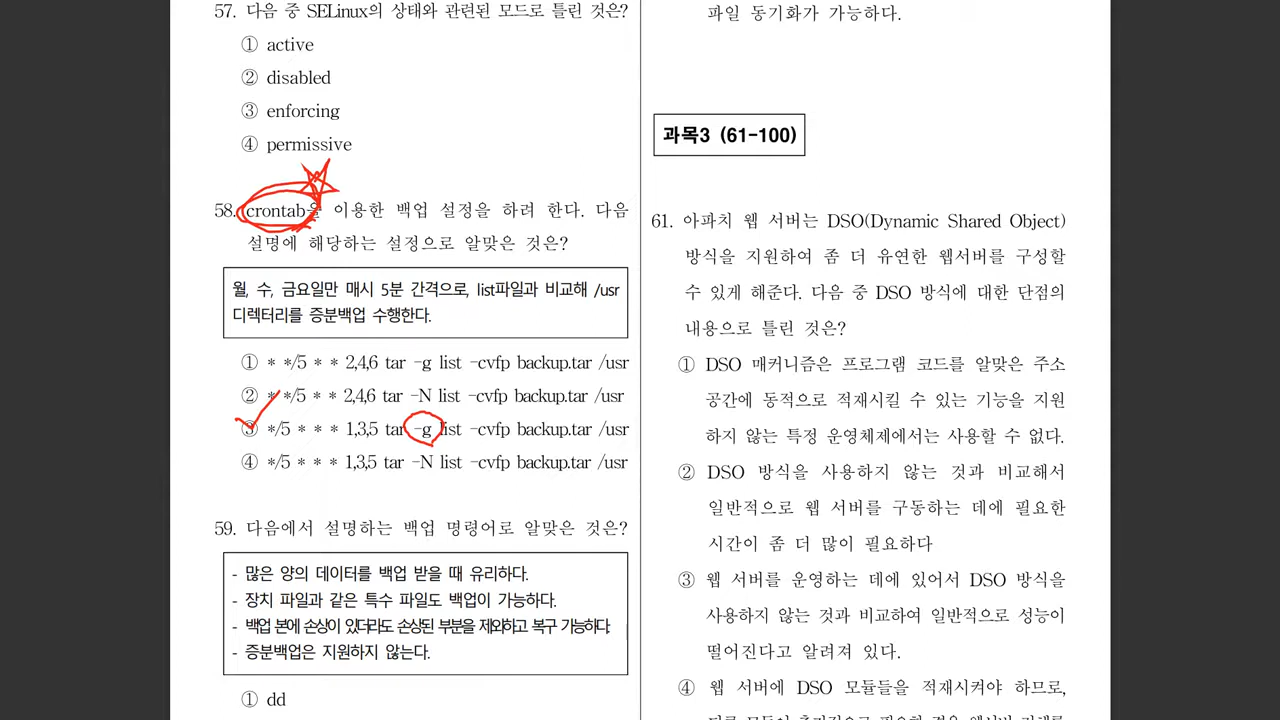 57. 다음 중 SELinux의 상태와 관련된 모드로 틀린 것은?
① active
② disabled
③ enforcing
④ permissive
58. crontab을 이용한 백업 설정을 하려 한다. 다음
설명에 해당하는 설정으로 알맞은 것은?
월, 수, 금요일만 매시 5분 간격으로, list파일과 비교해 /usr
디렉터리를 증분백업 수행한다.
① * */5 * * 2,4,6 tar -g list -cvfp backup.tar /usr
② * */5 * * 2,4,6 tar -N list -cvfp backup.tar /usr
③ */5 * * * 1,3,5 tar -g list -cvfp backup.tar /usr
④ */5 * * * 1,3,5 tar -N list -cvfp backup.tar /usr
59. 다음에서 설명하는 백업 명령어로 알맞은 것은?
- 많은 양의 데이터를 백업 받을 때 유리하다.
- 장치 파일과 같은 특수 파일도 백업이 가능하다.
- 백업 본에 손상이 있더라도 손상된 부분을 제외하고 복구 가능하다.
- 증분백업은 지원하지 않는다.
① dd
파일 동기화가 가능하다.
과목3 (61-100)
61. 아파치 웹 서버는 DSO(Dynamic Shared Object)
방식을 지원하여 좀 더 유연한 웹서버를 구성할
수 있게 해준다. 다음 중 DSO 방식에 대한 단점의
내용으로 틀린 것은?
① DSO 매커니즘은 프로그램 코드를 알맞은 주소
공간에 동적으로 적재시킬 수 있는 기능을 지원
하지 않는 특정 운영체제에서는 사용할 수 없다.
② DSO 방식을 사용하지 않는 것과 비교해서
일반적으로 웹 서버를 구동하는 데에 필요한
시간이 좀 더 많이 필요하다
③ 웹 서버를 운영하는 데에 있어서 DSO 방식을
사용하지 않는 것과 비교하여 일반적으로 성능이
떨어진다고 알려져 있다.
④ 웹 서버에 DSO 모듈들을 적재시켜야 하므로,